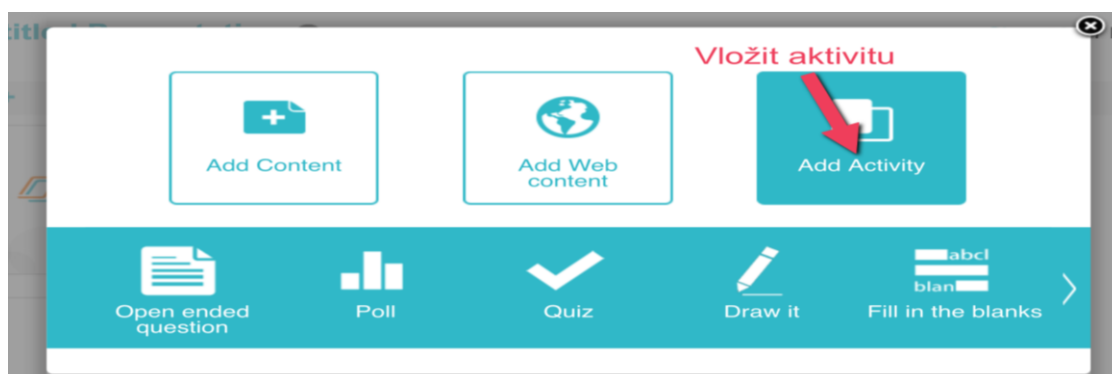 Vložit aktivitu
Add Content
Add Web
content
Add Activity
abcl
blan
Open ended
question
Poll
Quiz
Draw it
Fill in the blanks